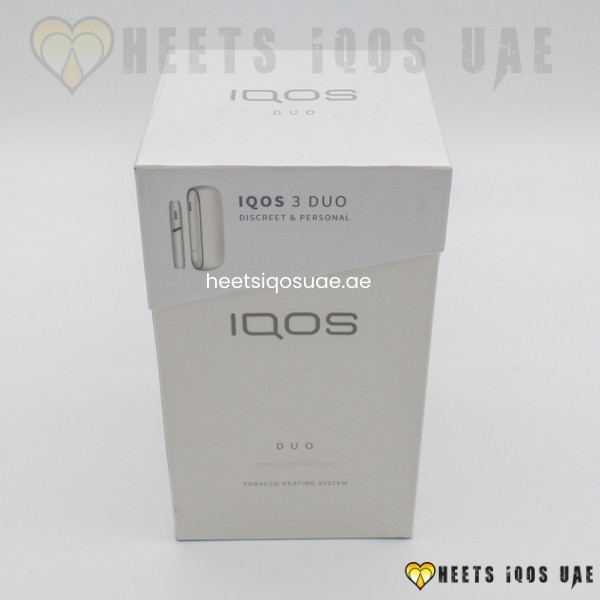 HEETS iQOS UAE
IQOS
DUO
IQOS 3 DUO
DISCREET & PERSONAL
heetsiqosuae.ae
IQOS
DUO
TOBACCO HEATING SYSTEM
HEETS iQOS UAE